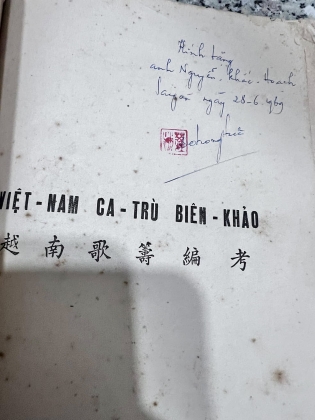 Kính tặng
anh Nguyễn Khắc-Hoạch
Saigon ngày 28-6-1969
VIỆT-NAM CA-TRÙ BIÊN-KHẢO
越南歌籌編考